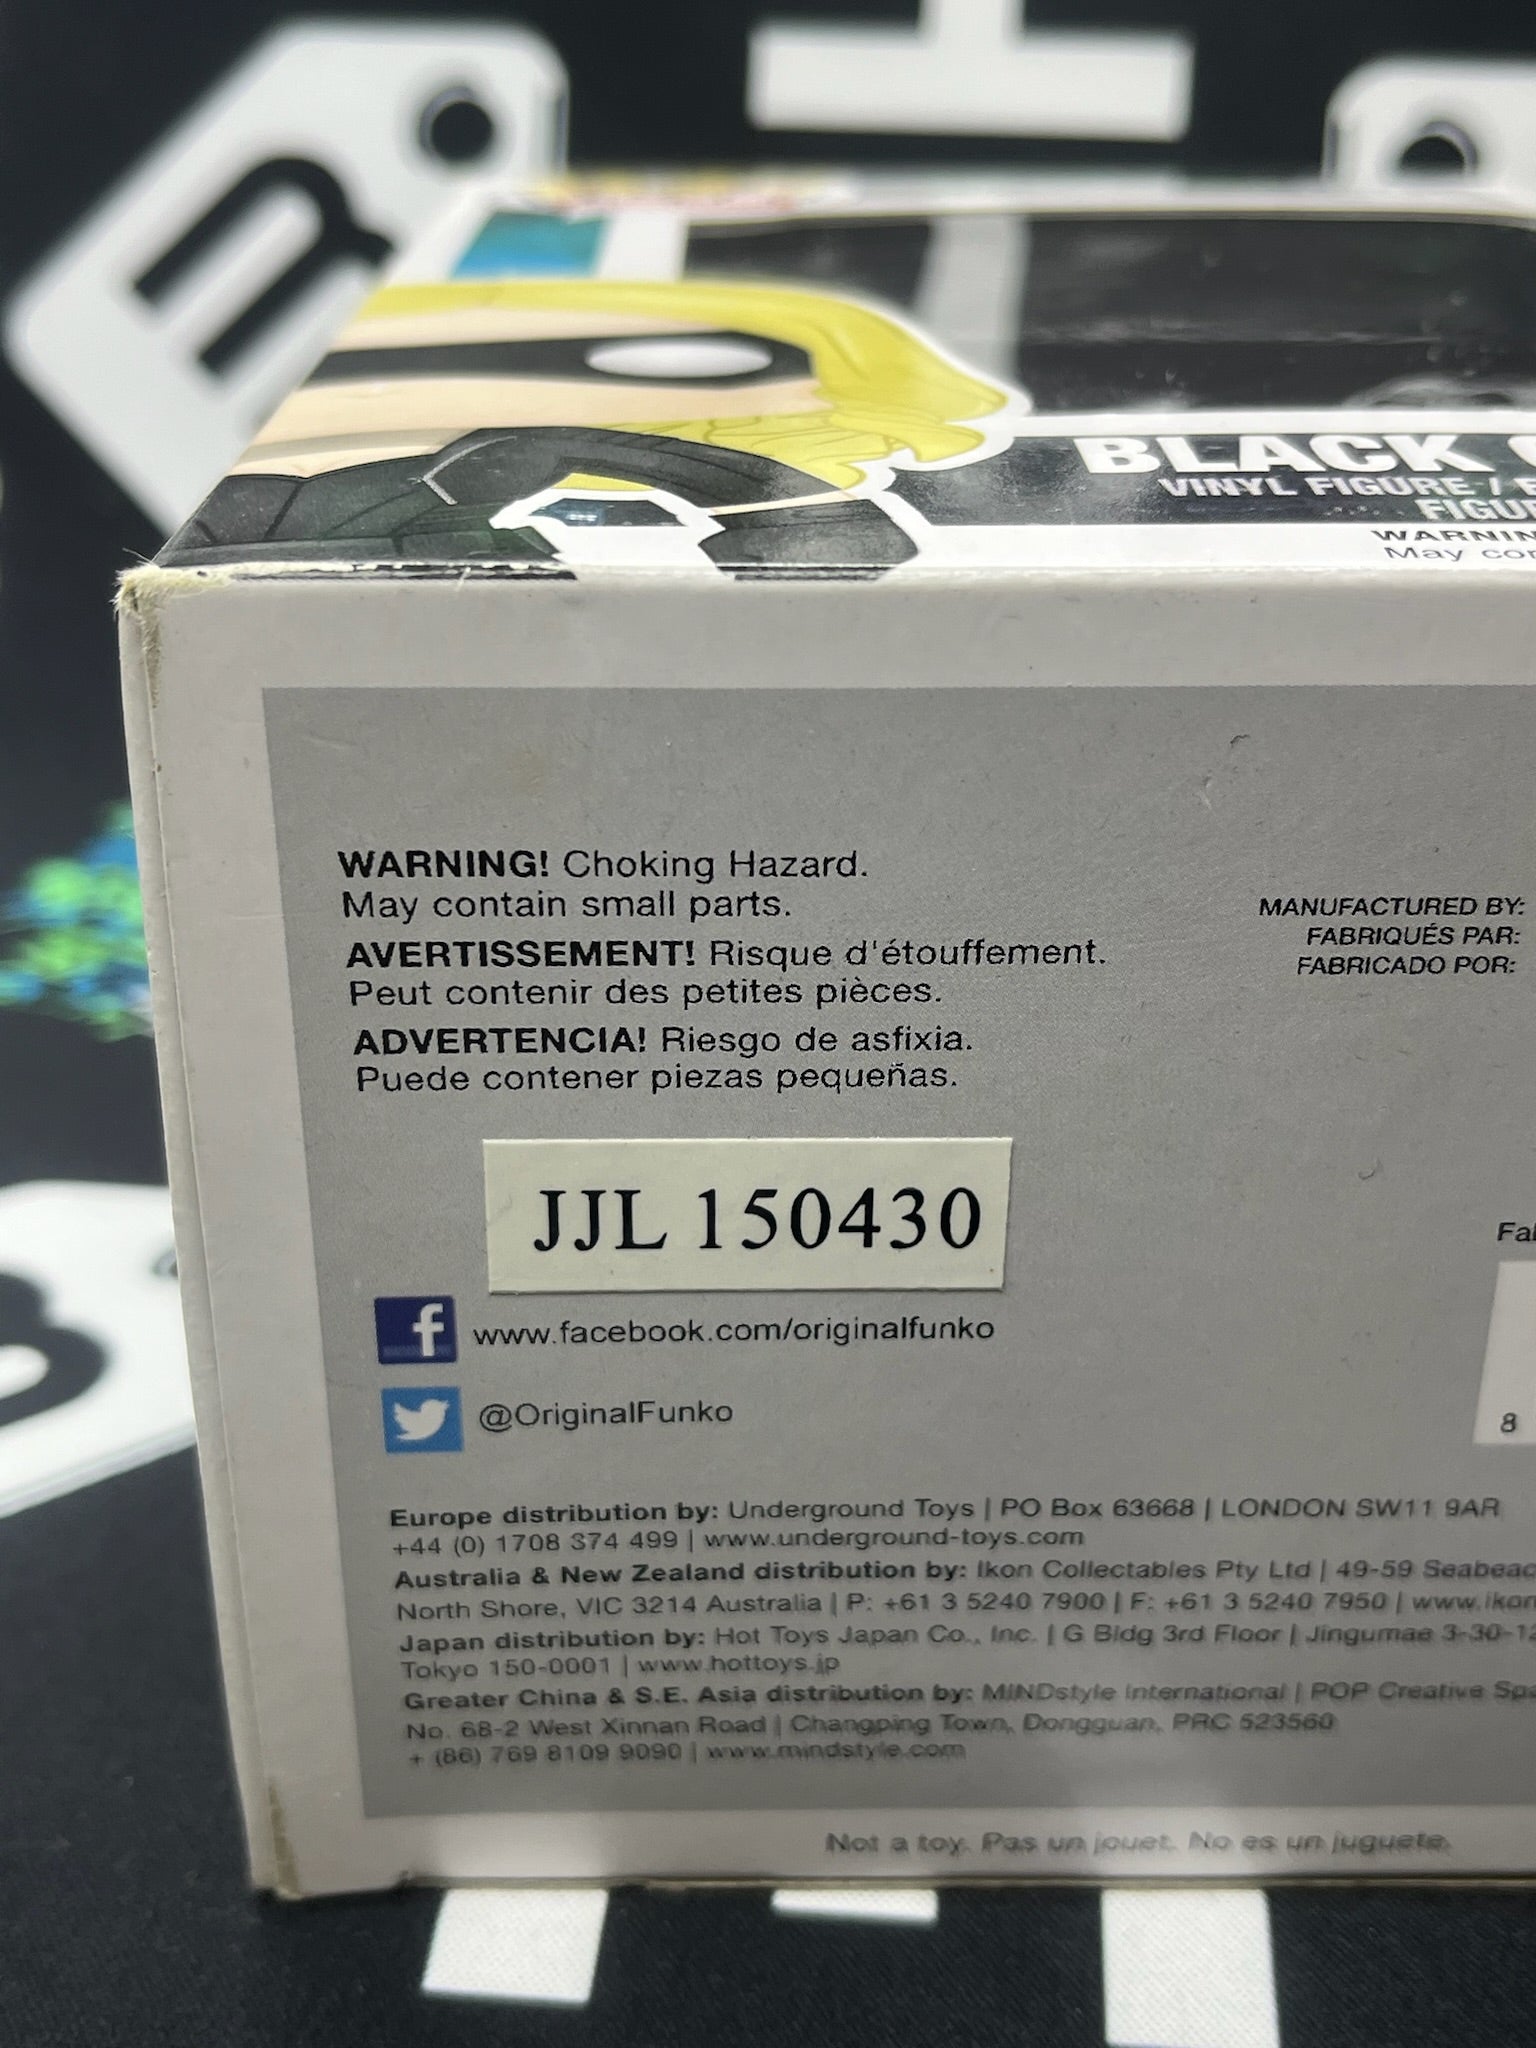 BLACK
VINYL FIGURE /
WARNIN
May con
WARNING! Choking Hazard.
May contain small parts.
AVERTISSEMENT! Risque d'étouffement.
Peut contenir des petites pièces.
ADVERTENCIA! Riesgo de asfixia.
Puede contener piezas pequeñas.
MANUFACTURED BY:
FABRIQUÉS PAR:
FABRICADO POR:
JJL 150430
8
f www.facebook.com/originalfunko
@OriginalFunko
Europe distribution by: Underground Toys | PO Box 63668 | LONDON SW11 9AR
+44 (0) 1708 374 499 | www.underground-toys.com
Australia & New Zealand distribution by: Ikon Collectables Pty Ltd | 49-59 Seabeac
North Shore, VIC 3214 Australia | P: +61 3 5240 7900 | F: +61 3 5240 7950 | www.ikon
Japan distribution by: Hot Toys Japan Co., Inc. | G Bldg 3rd Floor | Jingumae 3-30-12
Tokyo 150-0001 | www.hottoys.jp
Greater China & S.E. Asia distribution by: MINDstyle International | POP Creative Spa
No. 68-2 West Xinnan Road | Changping Town, Dongguan, PRC 523560
+ (86) 769 8109 9090 | www.mindstyle.com
Not a toy. Pas un jouet. No es un juguete.